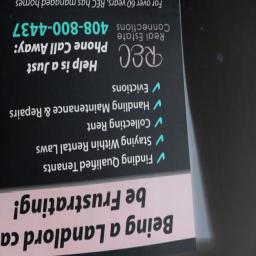 Being a Landlord ca
be Frustrating!
✓ Finding Qualified Tenants
✓ Staying Within Rental Laws
✓ Collecting Rent
✓ Handling Maintenance & Repairs
✓ Evictions
REC
Real Estate
Connections
Help is a Just
Phone Call Away:
408-800-4437
For over 60 years, REC has managed homes